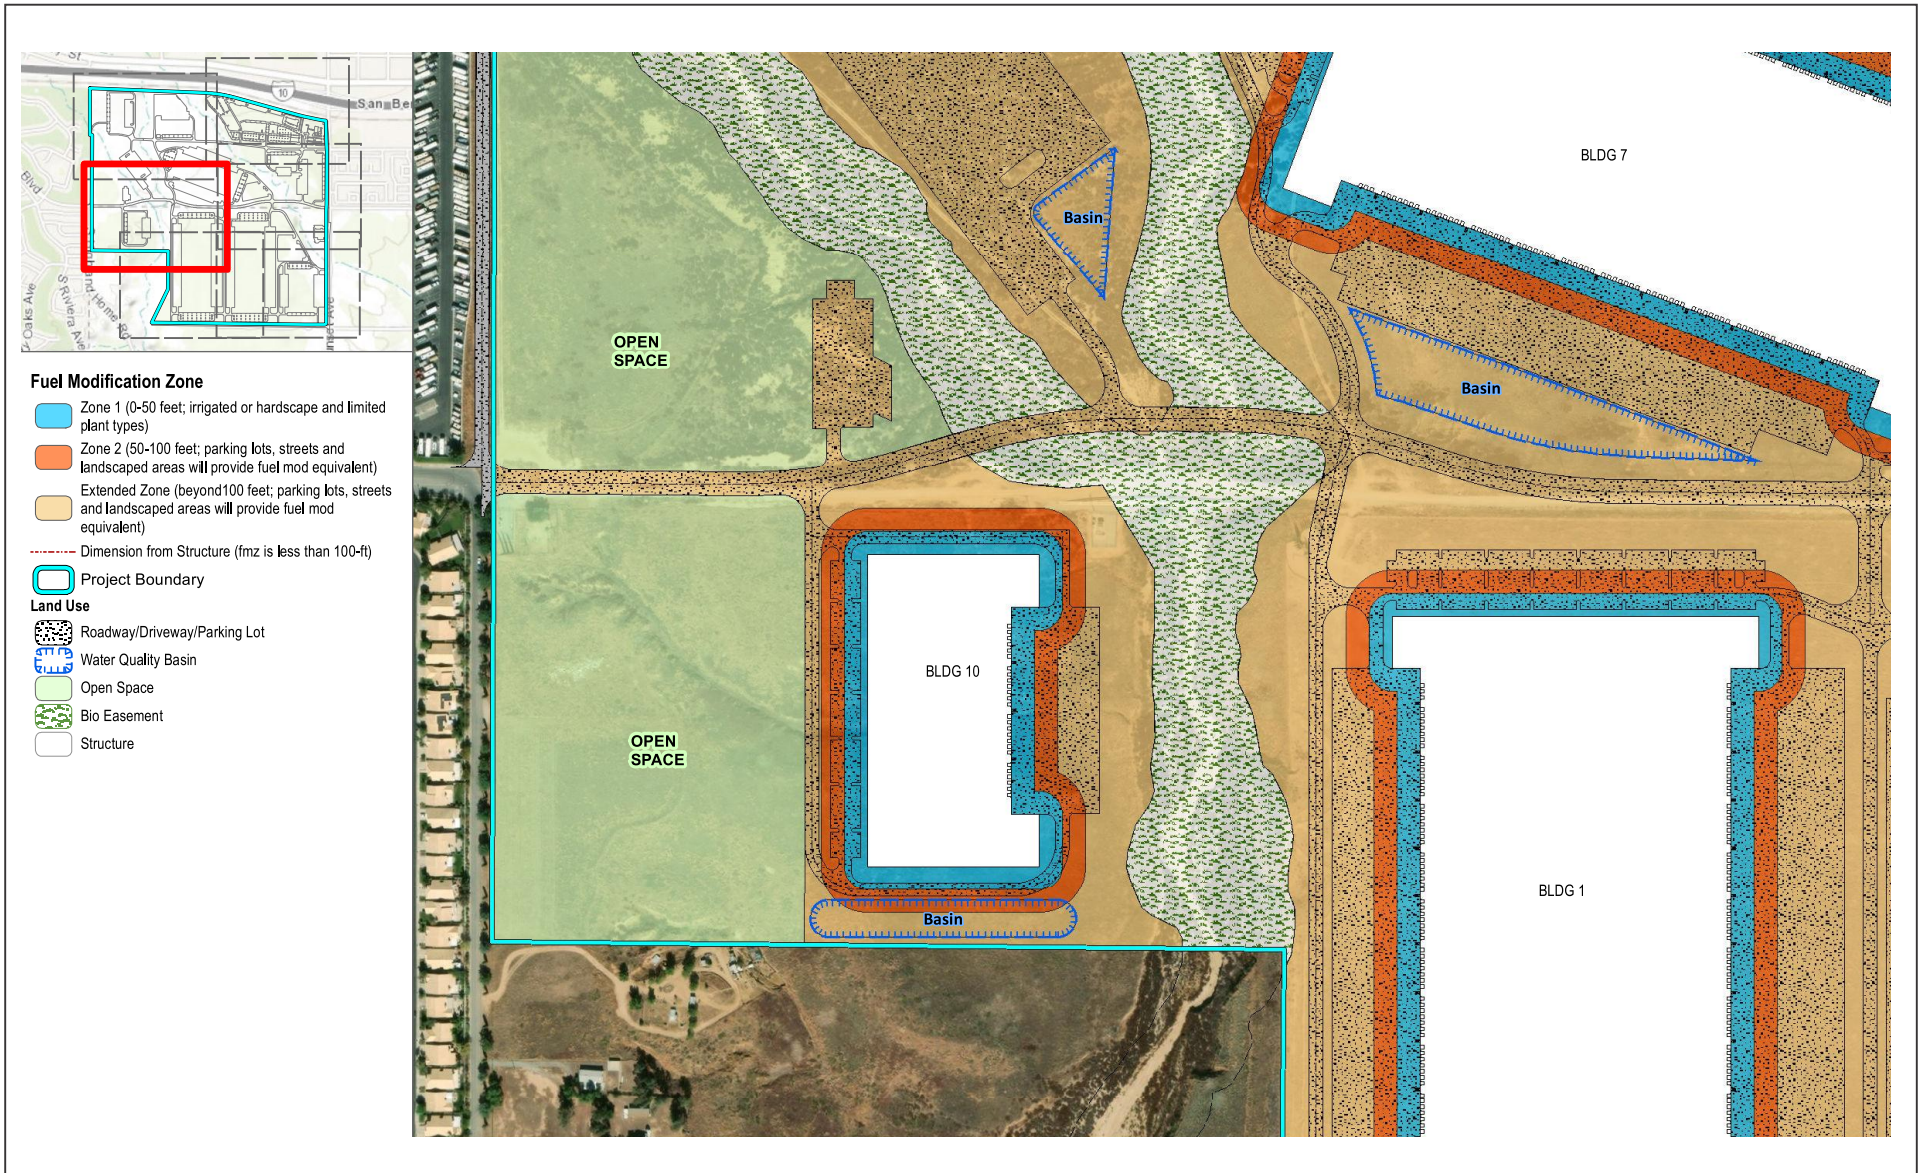 10
San Be
Blvd
Oaks Ave
S Riviera Ave
Fuel Modification Zone
Zone 1 (0-50 feet; irrigated or hardscape and limited
plant types)
Zone 2 (50-100 feet; parking lots, streets and
landscaped areas will provide fuel mod equivalent)
Extended Zone (beyond100 feet; parking lots, streets
and landscaped areas will provide fuel mod
equivalent)
Dimension from Structure (fmz is less than 100-ft)
Project Boundary
Land Use
Roadway/Driveway/Parking Lot
Water Quality Basin
Open Space
Bio Easement
Structure
BLDG 7
Basin
OPEN
SPACE
Basin
BLDG 10
OPEN
SPACE
BLDG 1
Basin